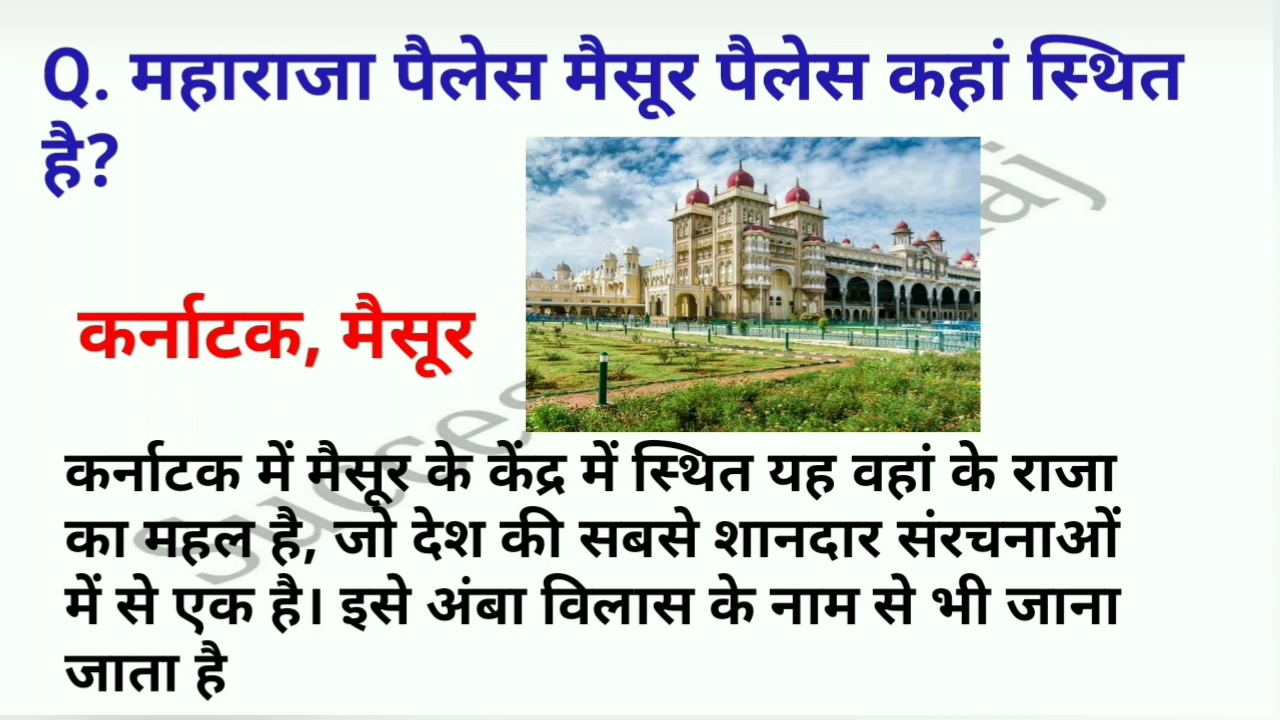 Q. महाराजा पैलेस मैसूर पैलेस कहां स्थित
है?
कर्नाटक, मैसूर
कर्नाटक में मैसूर के केंद्र में स्थित यह वहां के राजा
का महल है, जो देश की सबसे शानदार संरचनाओं
में से एक है। इसे अंबा विलास के नाम से भी जाना
जाता है